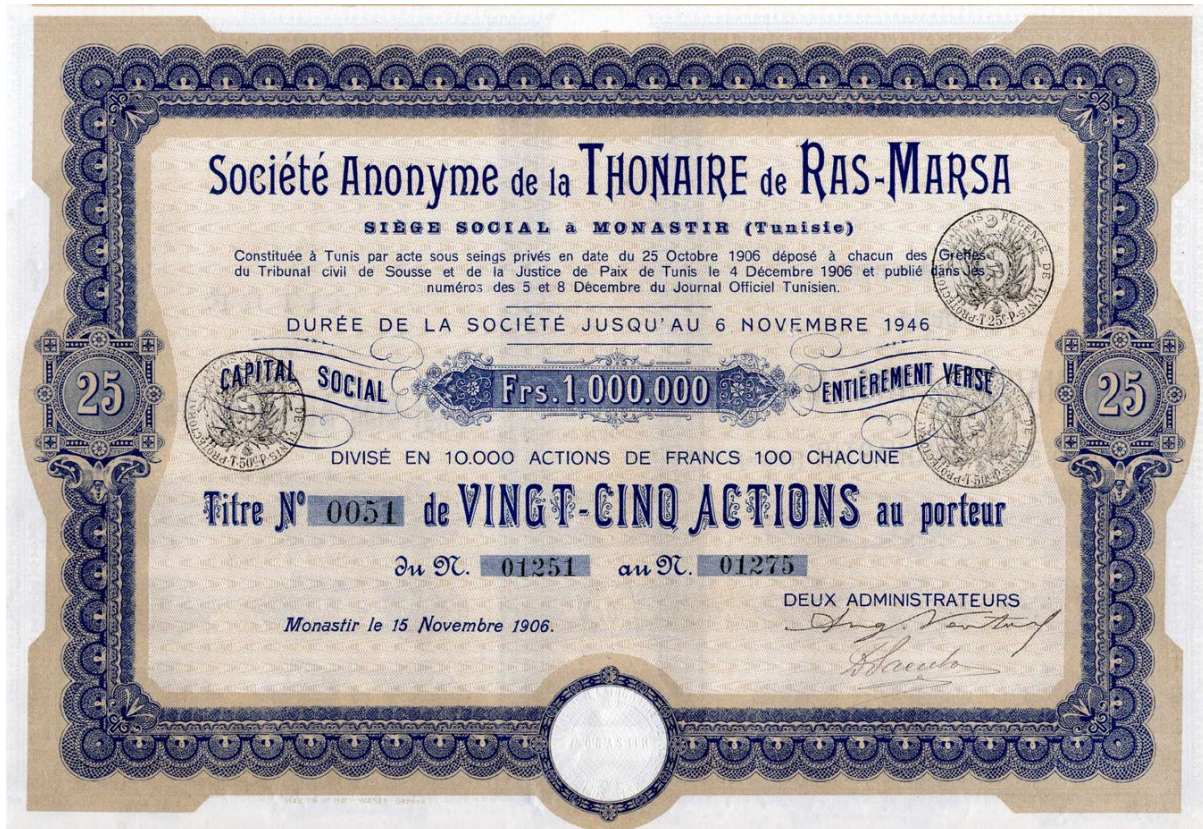 Société Anonyme de la THONAIRE de RAS-MARSA
SIÈGE SOCIAL à MONASTIR (Tunisie)
Constituée à Tunis par acte sous seings privés en date du 25 Octobre 1906 déposé à chacun des Greffes
du Tribunal civil de Sousse et de la Justice de Paix de Tunis le 4 Décembre 1906 et publié dans les
numéros des 5 et 8 Décembre du Journal Officiel Tunisien.
DURÉE DE LA SOCIÉTÉ JUSQU'AU 6 NOVEMBRE 1946
CAPITAL SOCIAL Frs. 1.000.000 ENTIÈREMENT VERSÉ
25 25
DIVISÉ EN 10.000 ACTIONS DE FRANCS 100 CHACUNE
Titre No 0051 de VINGT-CINQ ACTIONS au porteur
du N. 01251 au N. 01275
DEUX ADMINISTRATEURS
Monastir le 15 Novembre 1906.